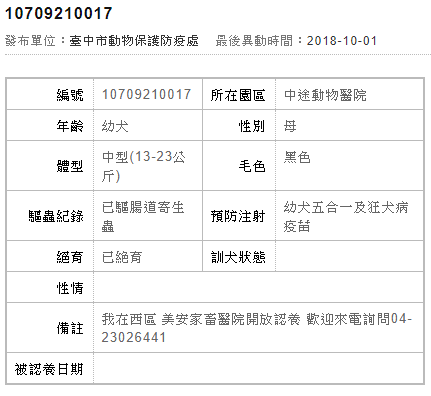 10709210017
發布單位：臺中市動物保護防疫處 最後異動時間：2018-10-01
編號 10709210017 所在園區 中途動物醫院
年齡 幼犬 性別 母
體型 中型(13-23公
斤) 毛色 黑色
驅蟲紀錄 已驅腸道寄生
蟲 預防注射 幼犬五合一及狂犬病
疫苗
絕育 已絕育 訓犬狀態
性情
備註 我在西區 美安家畜醫院開放認養 歡迎來電詢問04-
23026441
被認養日期